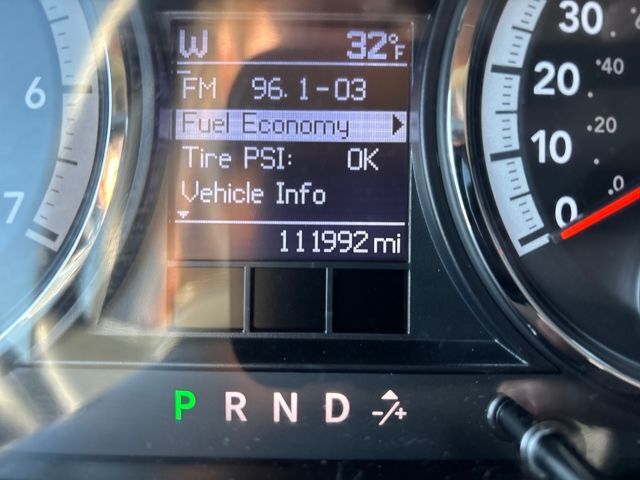 W 32°F
FM 96.1-03
Fuel Economy
Tire PSI: OK
Vehicle Info
111992 mi
P R N D -/+
6
7
30
20
10
0
40
20
0